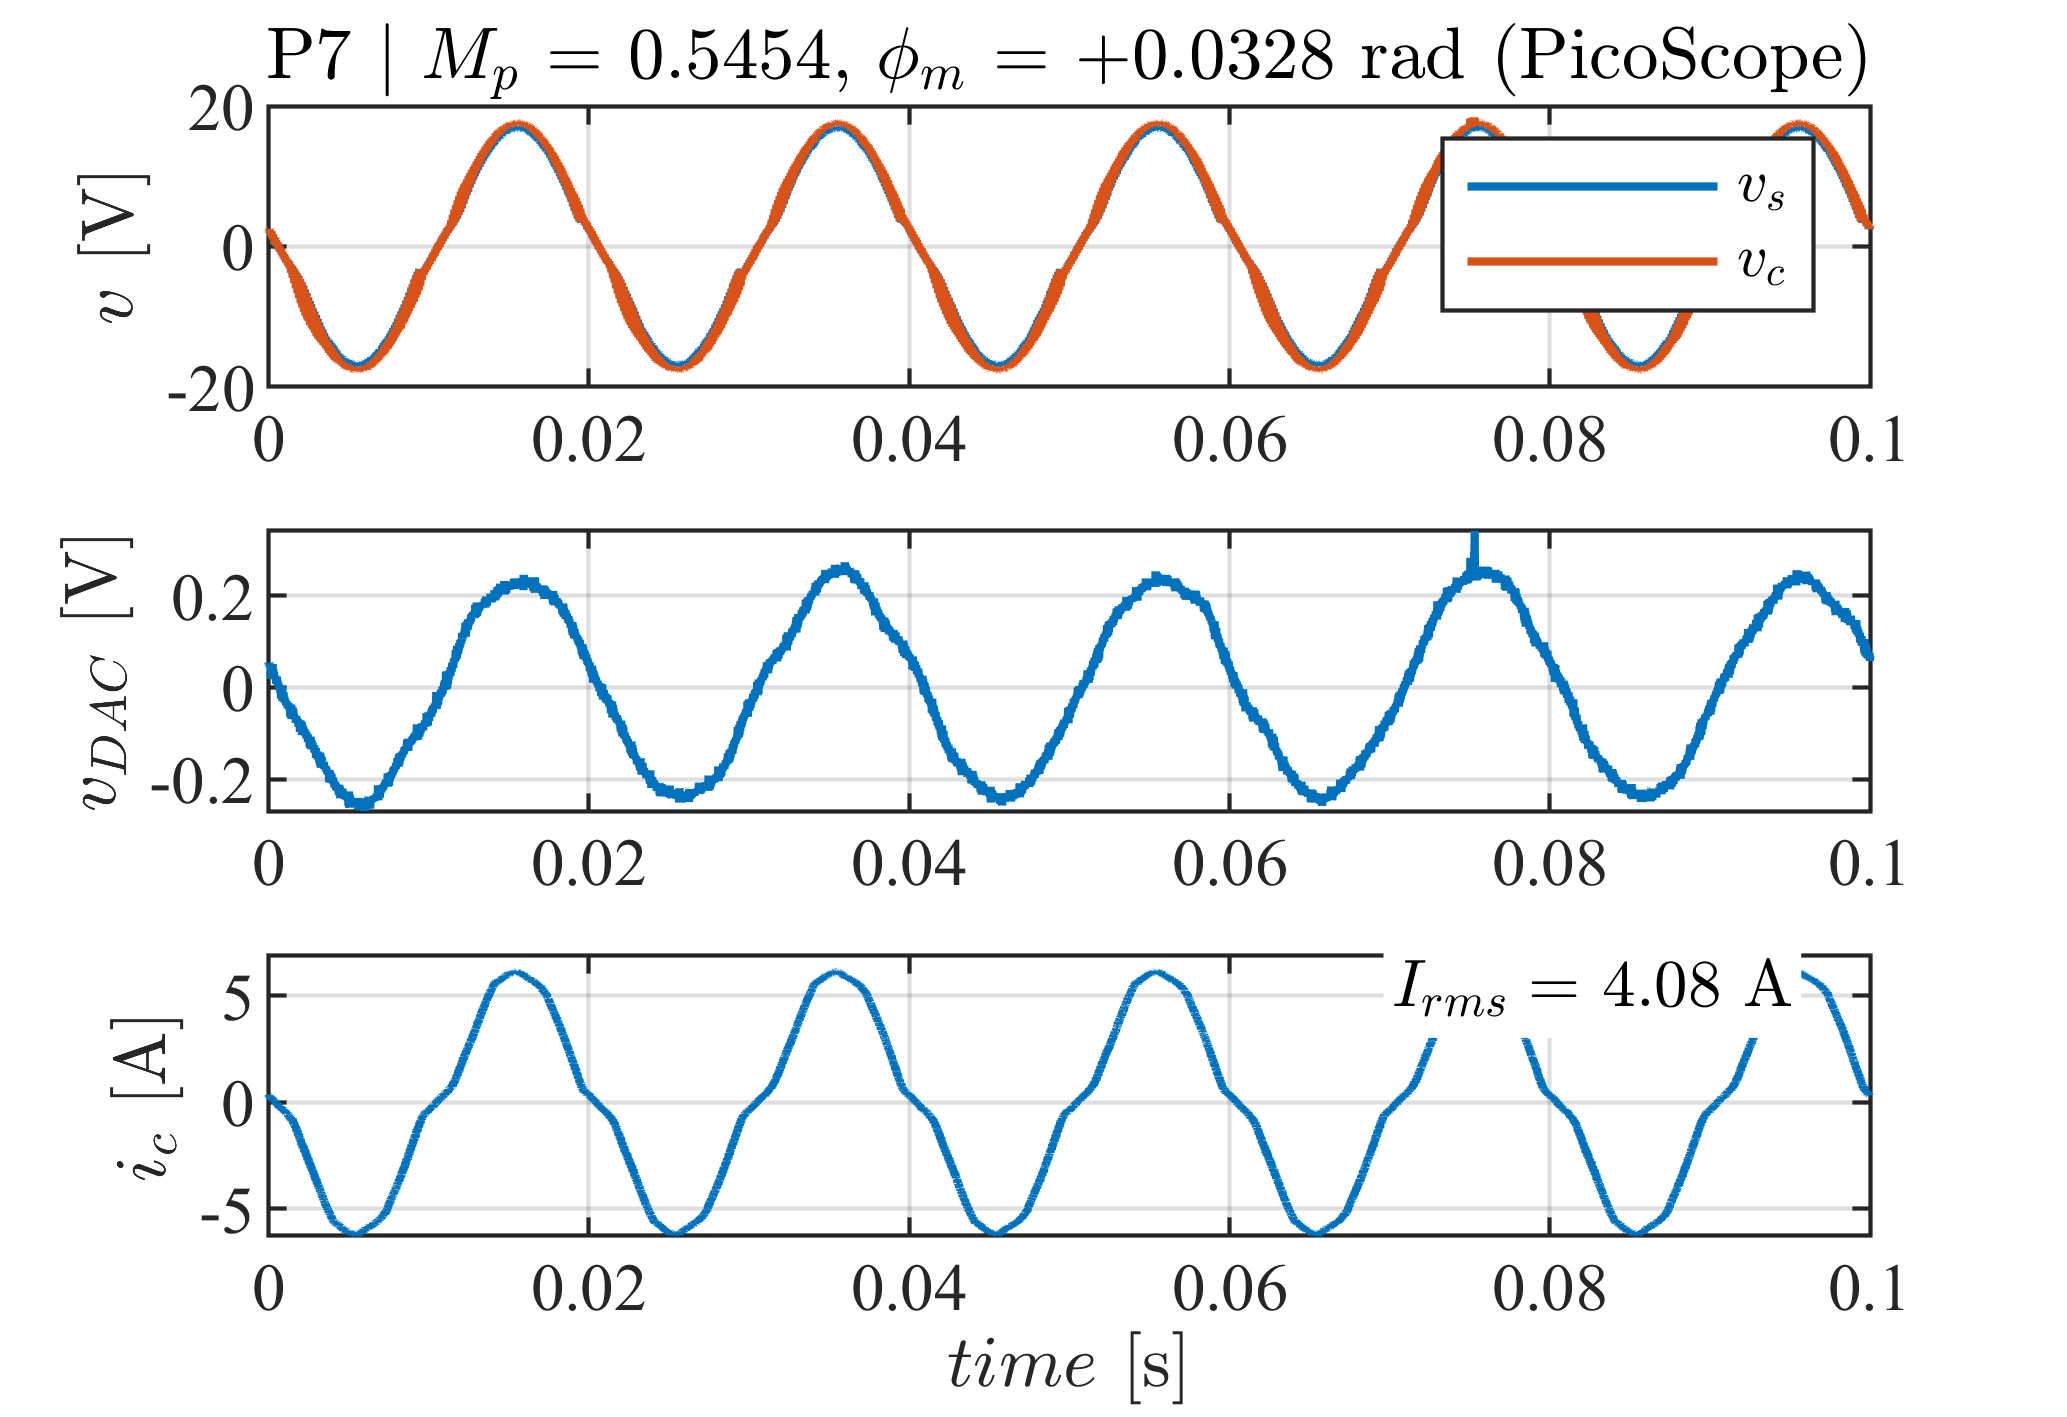 P7 | M_p = 0.5454, ϕ_m = +0.0328 rad (PicoScope)
20
0
-20
v [V]
v_s
v_c
0 0.02 0.04 0.06 0.08 0.1
0.2
0
-0.2
v_DAC [V]
0 0.02 0.04 0.06 0.08 0.1
I_rms = 4.08 A
5
0
-5
i_c [A]
0 0.02 0.04 0.06 0.08 0.1
time [s]